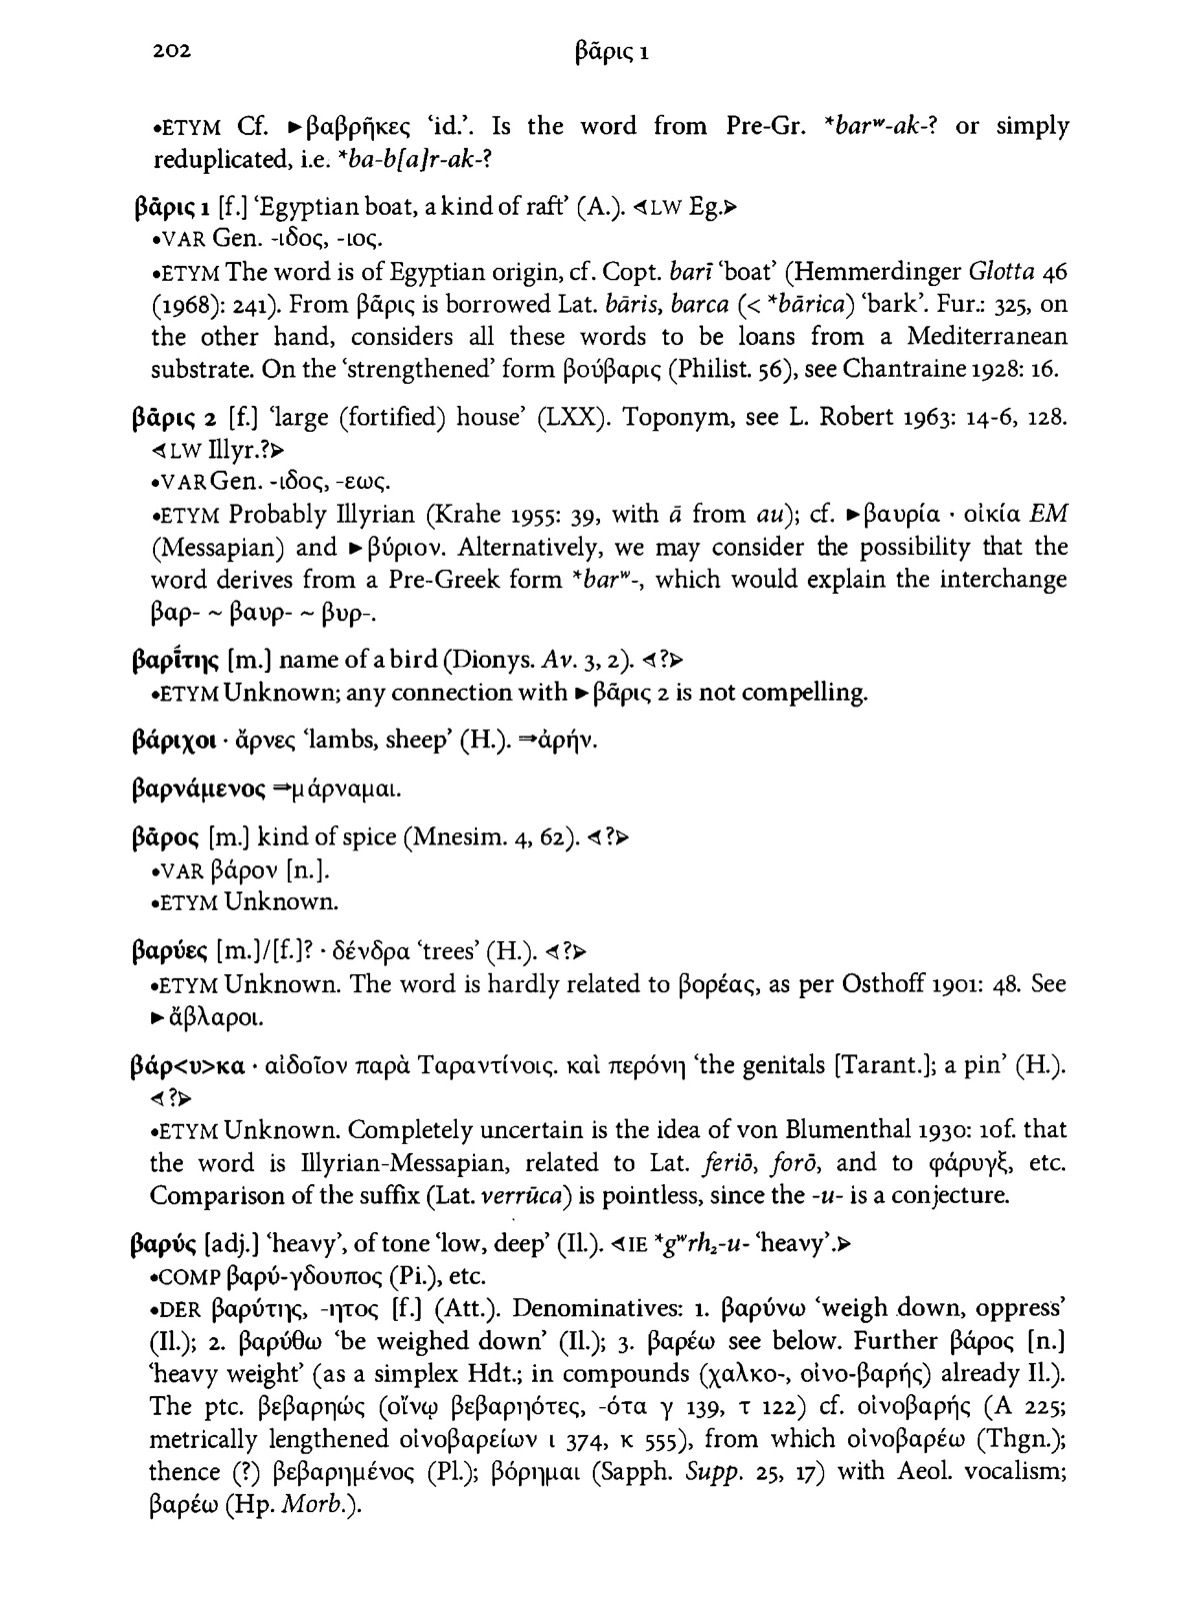 202
βᾶρις 1
•ETYM Cf. ►βαβρῆκες ‘id.’. Is the word from Pre-Gr. *barʷ-ak-? or simply
reduplicated, i.e. *ba-b[a]r-ak-?
βᾶρις 1 [f.] ‘Egyptian boat, a kind of raft’ (A.). ⋖LW Eg.⋗
•VAR Gen. -ιδος, -ιος.
•ETYM The word is of Egyptian origin, cf. Copt. barī ‘boat’ (Hemmerdinger Glotta 46
(1968): 241). From βᾶρις is borrowed Lat. bāris, barca (< *bārica) ‘bark’. Fur.: 325, on
the other hand, considers all these words to be loans from a Mediterranean
substrate. On the ‘strengthened’ form βούβαρις (Philist. 56), see Chantraine 1928: 16.
βᾶρις 2 [f.] ‘large (fortified) house’ (LXX). Toponym, see L. Robert 1963: 14-6, 128.
⋖LW Illyr.?⋗
•VAR Gen. -ιδος, -εως.
•ETYM Probably Illyrian (Krahe 1955: 39, with ā from au); cf. ►βαυρία · οἰκία EM
(Messapian) and ►βύριον. Alternatively, we may consider the possibility that the
word derives from a Pre-Greek form *barʷ-, which would explain the interchange
βαρ- ~ βαυρ- ~ βυρ-.
βαρῑ́της [m.] name of a bird (Dionys. Av. 3, 2). ⋖?⋗
•ETYM Unknown; any connection with ►βᾶρις 2 is not compelling.
βάριχοι · ἄρνες ‘lambs, sheep’ (H.). ⇒ἀρήν.
βαρνάμενος ⇒μάρναμαι.
βᾶρος [m.] kind of spice (Mnesim. 4, 62). ⋖?⋗
•VAR βάρον [n.].
•ETYM Unknown.
βαρύες [m.]/[f.]? · δένδρα ‘trees’ (H.). ⋖?⋗
•ETYM Unknown. The word is hardly related to βορέας, as per Osthoff 1901: 48. See
►ἄβλαροι.
βάρ<υ>κα · αἰδοῖον παρὰ Ταραντίνοις. καὶ περόνη ‘the genitals [Tarant.]; a pin’ (H.).
⋖?⋗
•ETYM Unknown. Completely uncertain is the idea of von Blumenthal 1930: 10f. that
the word is Illyrian-Messapian, related to Lat. feriō, forō, and to φάρυγξ, etc.
Comparison of the suffix (Lat. verrūca) is pointless, since the -u- is a conjecture.
βαρύς [adj.] ‘heavy’, of tone ‘low, deep’ (Il.). ⋖IE *gʷrh₂-u- ‘heavy’.⋗
•COMP βαρύ-γδουπος (Pi.), etc.
•DER βαρύτης, -ητος [f.] (Att.). Denominatives: 1. βαρύνω ‘weigh down, oppress’
(Il.); 2. βαρύθω ‘be weighed down’ (Il.); 3. βαρέω see below. Further βάρος [n.]
‘heavy weight’ (as a simplex Hdt.; in compounds (χαλκο-, οἰνο-βαρής) already Il.).
The ptc. βεβαρηώς (οἴνῳ βεβαρηότες, -ότα γ 139, τ 122) cf. οἰνοβαρής (A 225;
metrically lengthened οἰνοβαρείων ι 374, κ 555), from which οἰνοβαρέω (Thgn.);
thence (?) βεβαρημένος (Pl.); βόρημαι (Sapph. Supp. 25, 17) with Aeol. vocalism;
βαρέω (Hp. Morb.).